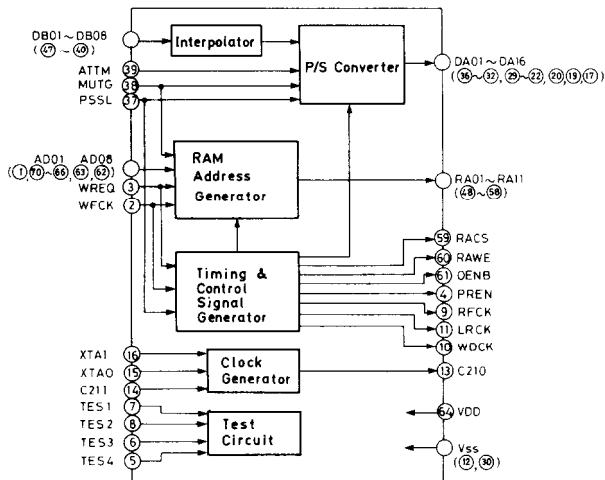 DB01~DB08
(47 ~ 40)
Interpolator
P/S Converter
DA01~DA16
(36~32, 29~22, 20, 19, 17)
ATTM 39
MUTG 38
PSSL 37
AD01 AD08
(1, 70~66, 63, 62)
WREQ 3
WFCK 2
RAM
Address
Generator
RA01~RA11
(48~58)
Timing &
Control
Signal
Generator
59 RACS
60 RAWE
61 OENB
4 PREN
9 RFCK
11 LRCK
10 WDCK
XTAI 16
XTAO 15
C211 14
Clock
Generator
13 C210
TES1 7
TES2 8
TES3 6
TES4 5
Test
Circuit
64 VDD
Vss
(12, 30)